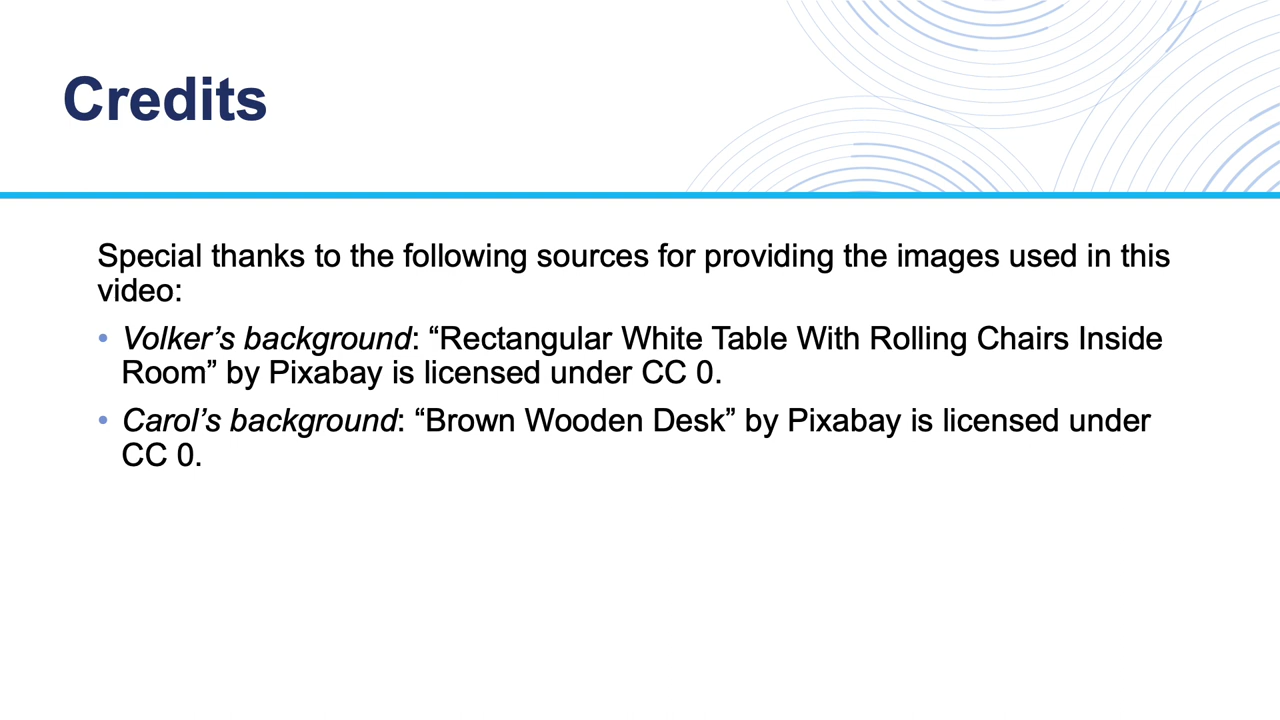 Credits
Special thanks to the following sources for providing the images used in this
video:
• Volker’s background: “Rectangular White Table With Rolling Chairs Inside
Room” by Pixabay is licensed under CC 0.
• Carol’s background: “Brown Wooden Desk” by Pixabay is licensed under
CC 0.